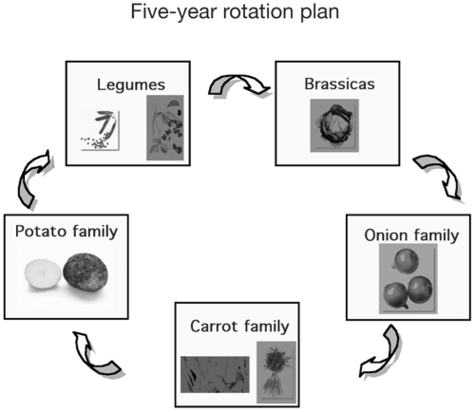 Five-year rotation plan
Legumes
Brassicas
Potato family
Onion family
Carrot family